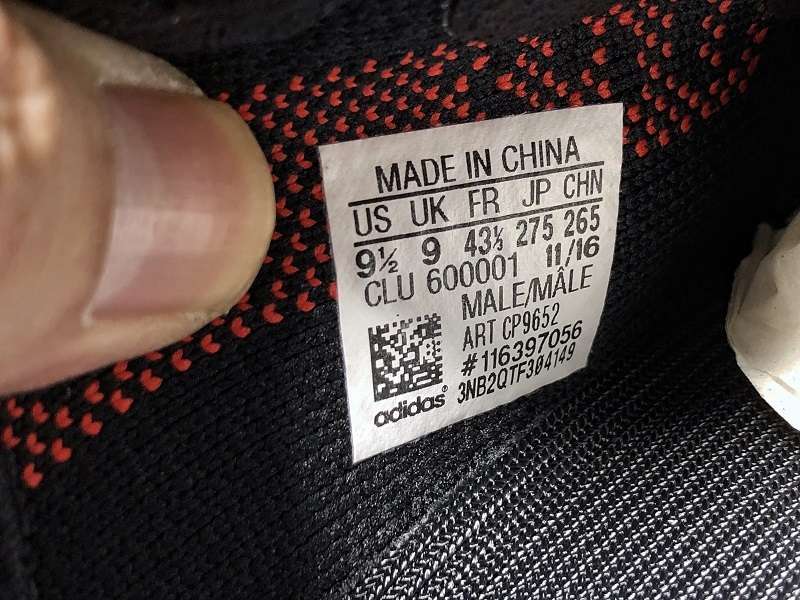 MADE IN CHINA
US UK FR JP CHN
9½ 9 43⅓ 275 265
CLU 600001 11/16
MALE/MÂLE
ART CP9652
#116397056
adidas® 3NB2QTF304149